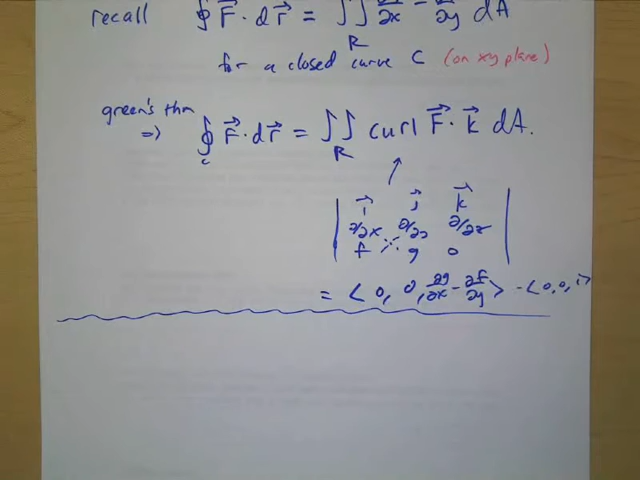 recall ∮ F⃗ · dr⃗ = ∬_R ∂x − ∂y dA
for a closed curve C (on xy plane)
green's thm
⇒ ∮_c F⃗ · dr⃗ = ∬_R curl F⃗ · k⃗ dA.
| i⃗ j⃗ k⃗ |
| ∂/∂x ∂/∂y ∂/∂z |
| f g 0 |
= < 0, 0, ∂g/∂x − ∂f/∂y > · < 0, 0, 1 >